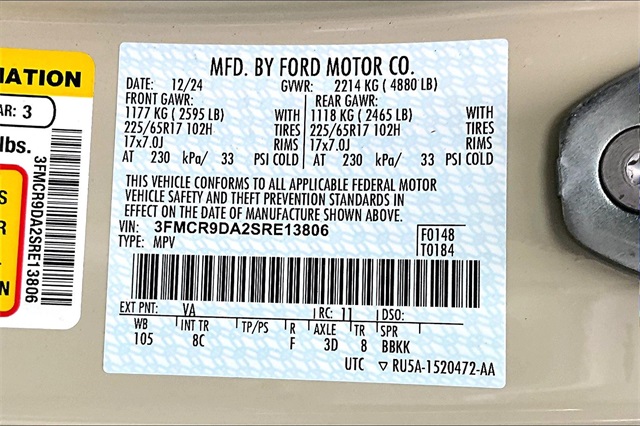 MATION
AR: 3
lbs.
S
R
R
N
3FMCR9DA2SRE13806
MFD. BY FORD MOTOR CO.
DATE: 12/24 GVWR: 2214 KG ( 4880 LB)
FRONT GAWR: REAR GAWR:
1177 KG ( 2595 LB) WITH 1118 KG ( 2465 LB) WITH
225/65R17 102H TIRES 225/65R17 102H TIRES
17x7.0J RIMS 17x7.0J RIMS
AT 230 kPa/ 33 PSI COLD AT 230 kPa/ 33 PSI COLD
THIS VEHICLE CONFORMS TO ALL APPLICABLE FEDERAL MOTOR
VEHICLE SAFETY AND THEFT PREVENTION STANDARDS IN
EFFECT ON THE DATE OF MANUFACTURE SHOWN ABOVE.
VIN: 3FMCR9DA2SRE13806 F0148
TYPE: MPV T0184
EXT PNT: VA RC: 11 DSO:
WB INT TR TP/PS R AXLE TR SPR
105 8C F 3D 8 BBKK
UTC ▽ RU5A-1520472-AA